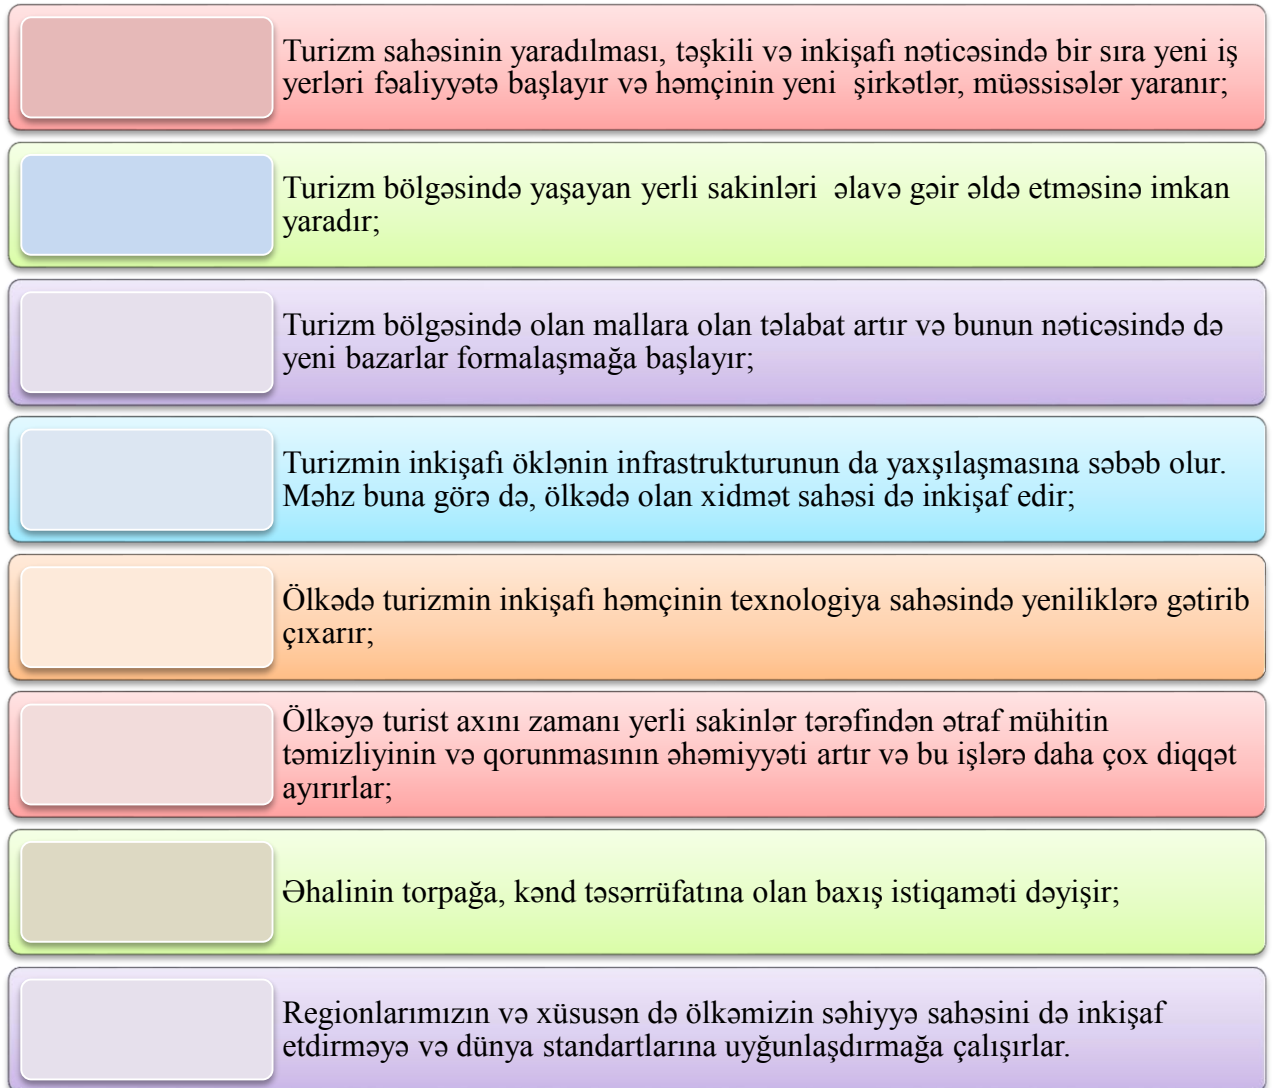 Turizm sahəsinin yaradılması, təşkili və inkişafı nəticəsində bir sıra yeni iş
yerləri fəaliyyətə başlayır və həmçinin yeni  şirkətlər, müəssisələr yaranır;
Turizm bölgəsində yaşayan yerli sakinləri  əlavə gəir əldə etməsinə imkan
yaradır;
Turizm bölgəsində olan mallara olan təlabat artır və bunun nəticəsində də
yeni bazarlar formalaşmağa başlayır;
Turizmin inkişafı öklənin infrastrukturunun da yaxşılaşmasına səbəb olur.
Məhz buna görə də, ölkədə olan xidmət sahəsi də inkişaf edir;
Ölkədə turizmin inkişafı həmçinin texnologiya sahəsində yeniliklərə gətirib
çıxarır;
Ölkəyə turist axını zamanı yerli sakinlər tərəfindən ətraf mühitin
təmizliyinin və qorunmasının əhəmiyyəti artır və bu işlərə daha çox diqqət
ayırırlar;
Əhalinin torpağa, kənd təsərrüfatına olan baxış istiqaməti dəyişir;
Regionlarımızın və xüsusən də ölkəmizin səhiyyə sahəsini də inkişaf
etdirməyə və dünya standartlarına uyğunlaşdırmağa çalışırlar.